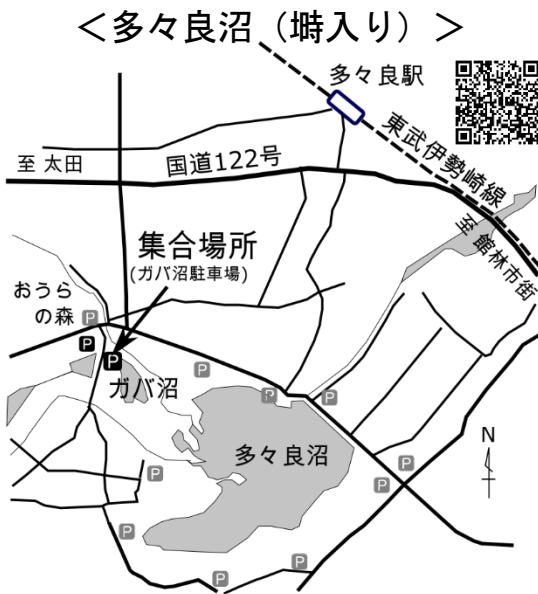 ＜多々良沼（塒入り）＞
多々良駅
東武伊勢崎線
至 太田
国道122号
至 館林市街
集合場所
(ガバ沼駐車場)
おうら
の森
P
P
P
ガバ沼
P
P
P
多々良沼
N
P
P
P
P
P
P